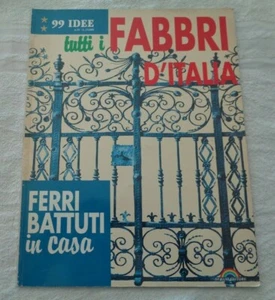 99 IDEE
tutti i FABBRI
D'ITALIA
FERRI
BATTUTI
in casa